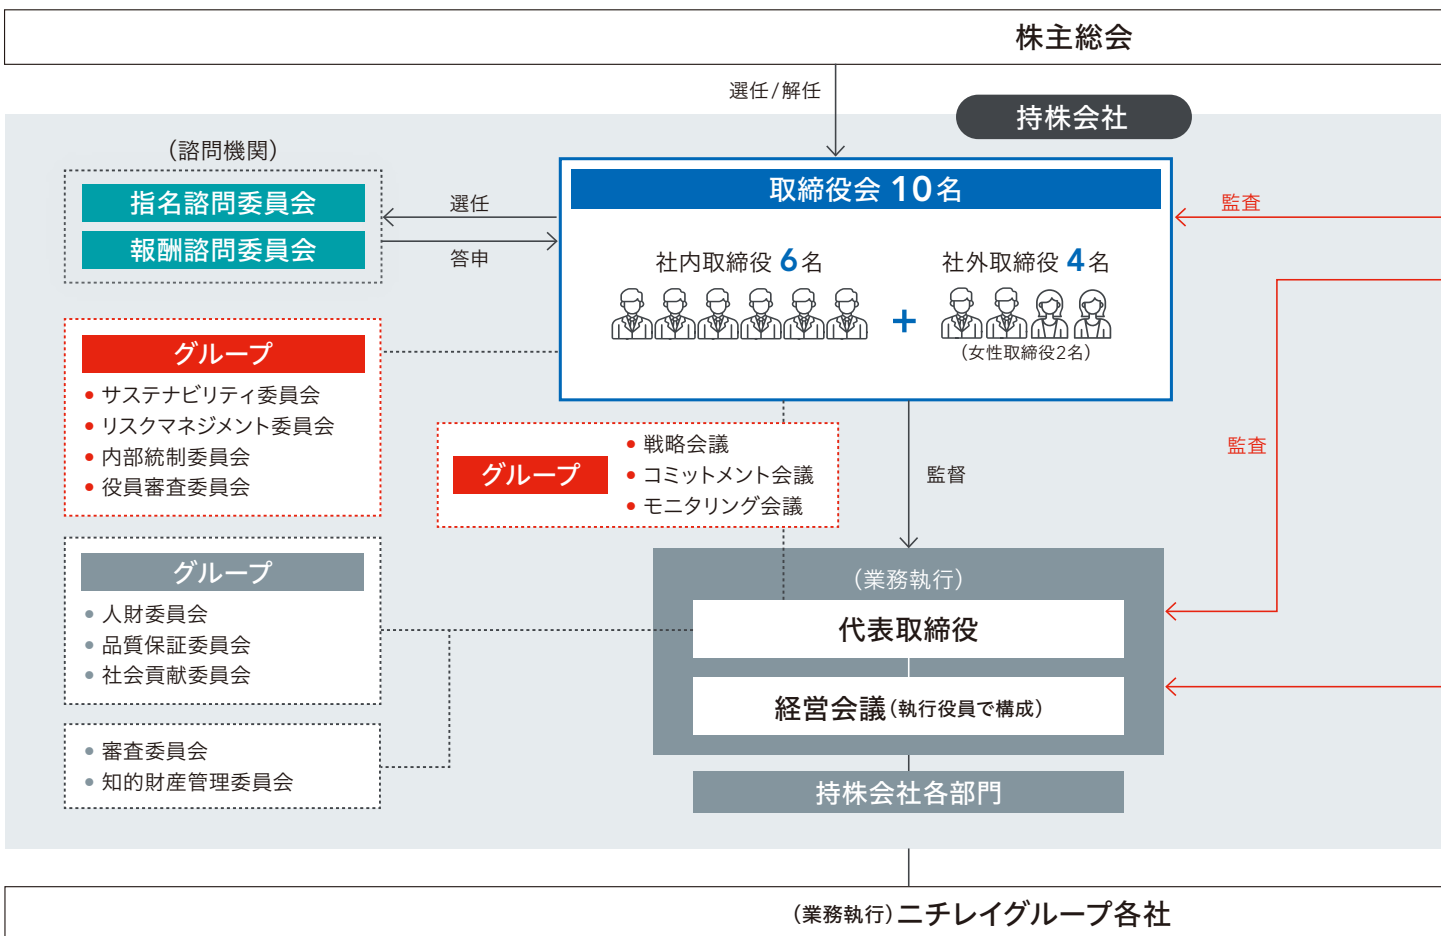 株主総会
選任/解任
持株会社
（諮問機関）
指名諮問委員会
報酬諮問委員会
選任
答申
取締役会 10名
社内取締役 6名
+
社外取締役 4名
（女性取締役2名）
監査
グループ
• サステナビリティ委員会
• リスクマネジメント委員会
• 内部統制委員会
• 役員審査委員会
グループ
• 戦略会議
• コミットメント会議
• モニタリング会議
監督
監査
グループ
• 人財委員会
• 品質保証委員会
• 社会貢献委員会
• 審査委員会
• 知的財産管理委員会
（業務執行）
代表取締役
経営会議（執行役員で構成）
持株会社各部門
（業務執行）ニチレイグループ各社